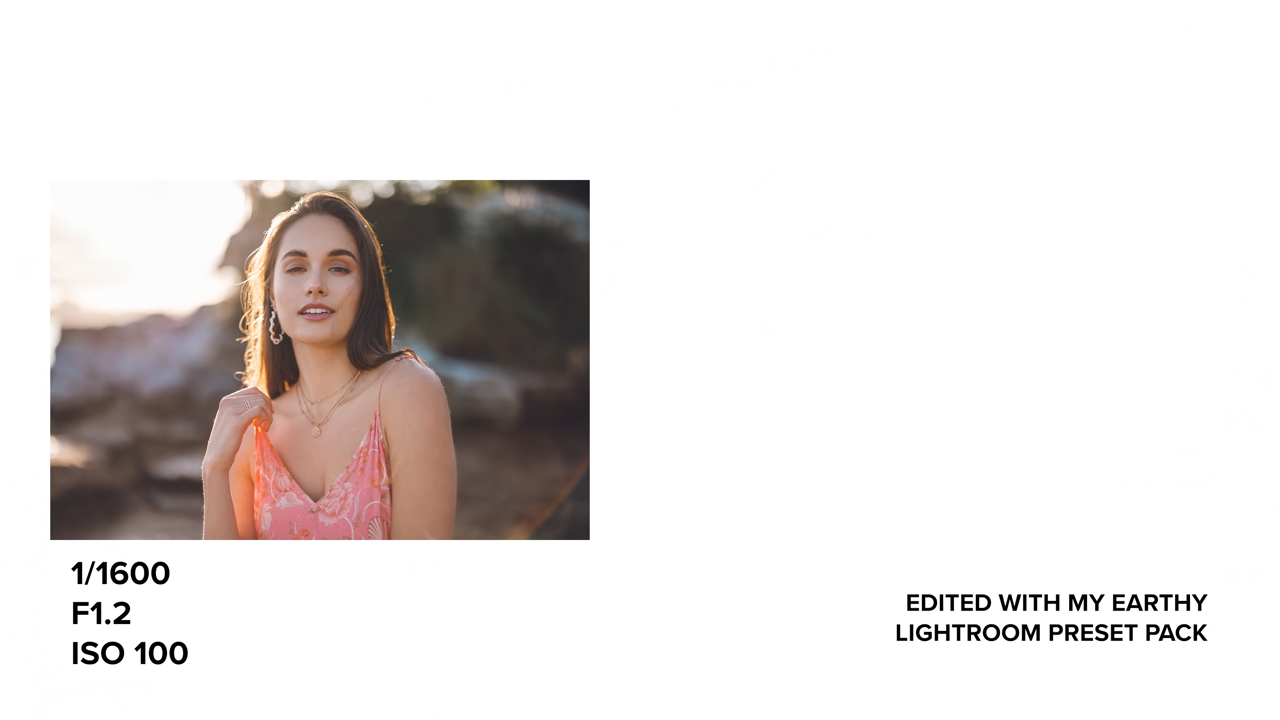 1/1600
F1.2
ISO 100
EDITED WITH MY EARTHY
LIGHTROOM PRESET PACK